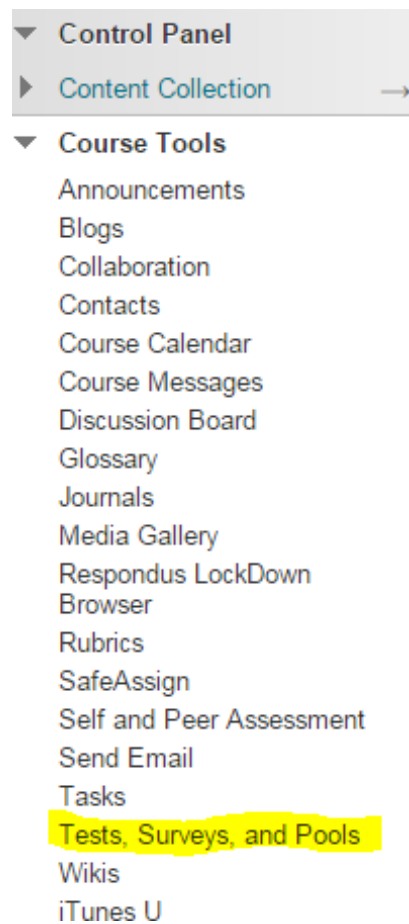 Control Panel
Content Collection
Course Tools
Announcements
Blogs
Collaboration
Contacts
Course Calendar
Course Messages
Discussion Board
Glossary
Journals
Media Gallery
Respondus LockDown
Browser
Rubrics
SafeAssign
Self and Peer Assessment
Send Email
Tasks
Tests, Surveys, and Pools
Wikis
iTunes U